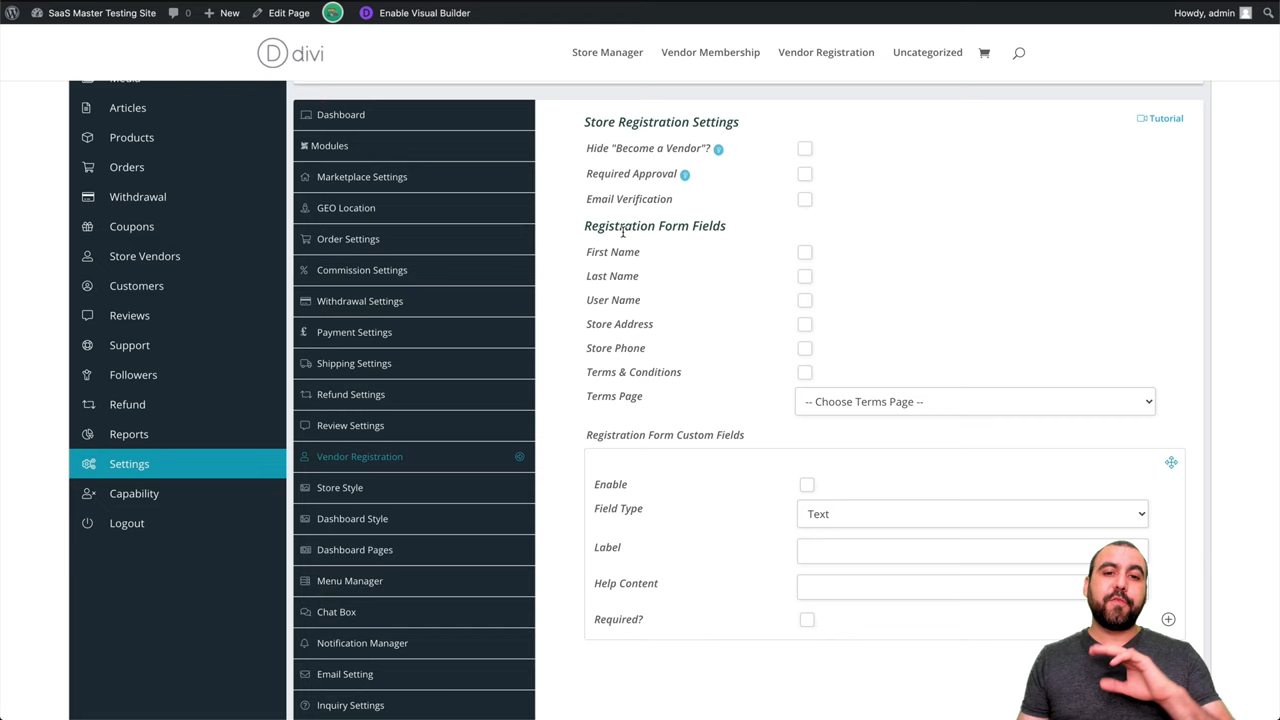 SaaS Master Testing Site
0
New
Edit Page
Enable Visual Builder
Howdy, admin
D divi
Store Manager
Vendor Membership
Vendor Registration
Uncategorized
Media
Articles
Products
Orders
Withdrawal
Coupons
Store Vendors
Customers
Reviews
Support
Followers
Refund
Reports
Settings
Capability
Logout
Dashboard
Modules
Marketplace Settings
GEO Location
Order Settings
Commission Settings
Withdrawal Settings
Payment Settings
Shipping Settings
Refund Settings
Review Settings
Vendor Registration
Store Style
Dashboard Style
Dashboard Pages
Menu Manager
Chat Box
Notification Manager
Email Setting
Inquiry Settings
Store Registration Settings
Tutorial
Hide "Become a Vendor"?
Required Approval
Email Verification
Registration Form Fields
First Name
Last Name
User Name
Store Address
Store Phone
Terms & Conditions
Terms Page
-- Choose Terms Page --
Registration Form Custom Fields
Enable
Field Type
Text
Label
Help Content
Required?